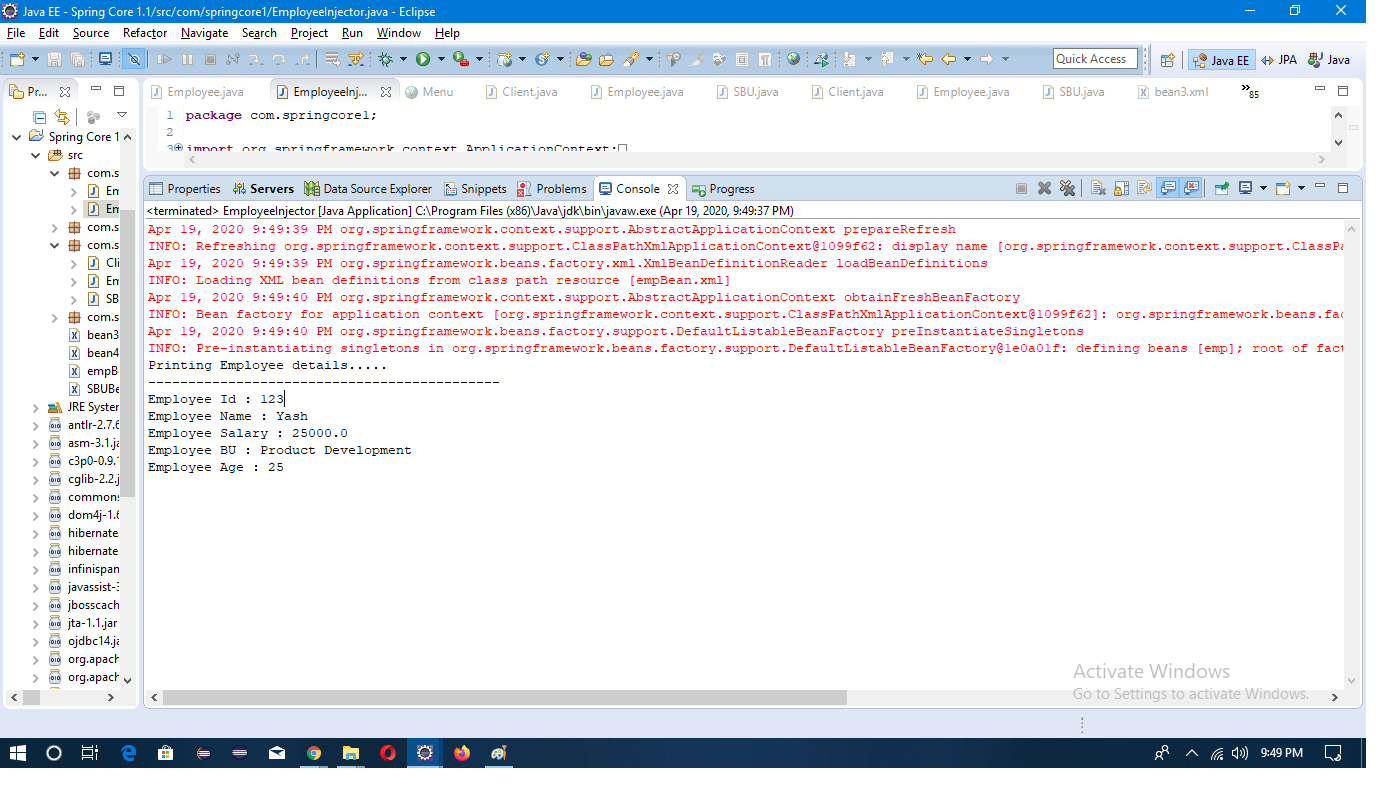 Java EE - Spring Core 1.1/src/com/springcore1/EmployeeInjector.java - Eclipse
File Edit Source Refactor Navigate Search Project Run Window Help
Quick Access Java EE JPA Java
Pr... Employee.java EmployeeInj... Menu Client.java Employee.java SBU.java Client.java Employee.java SBU.java bean3.xml »85
1 package com.springcore1;
2
3 import org.springframework.context.ApplicationContext;
Spring Core 1
src
com.s
Em
Em
com.s
com.s
Cli
Em
SB
com.s
bean3
bean4
empB
SBUBe
JRE System
antlr-2.7.6
asm-3.1.ja
c3p0-0.9.1
cglib-2.2.j
commons
dom4j-1.6
hibernate
hibernate
infinispan
javassist-3
jbosscach
jta-1.1.jar
ojdbc14.ja
org.apach
org.apach
Properties Servers Data Source Explorer Snippets Problems Console Progress
<terminated> EmployeeInjector [Java Application] C:\Program Files (x86)\Java\jdk\bin\javaw.exe (Apr 19, 2020, 9:49:37 PM)
Apr 19, 2020 9:49:39 PM org.springframework.context.support.AbstractApplicationContext prepareRefresh
INFO: Refreshing org.springframework.context.support.ClassPathXmlApplicationContext@1099f62: display name [org.springframework.context.support.ClassPa
Apr 19, 2020 9:49:39 PM org.springframework.beans.factory.xml.XmlBeanDefinitionReader loadBeanDefinitions
INFO: Loading XML bean definitions from class path resource [empBean.xml]
Apr 19, 2020 9:49:40 PM org.springframework.context.support.AbstractApplicationContext obtainFreshBeanFactory
INFO: Bean factory for application context [org.springframework.context.support.ClassPathXmlApplicationContext@1099f62]: org.springframework.beans.fac
Apr 19, 2020 9:49:40 PM org.springframework.beans.factory.support.DefaultListableBeanFactory preInstantiateSingletons
INFO: Pre-instantiating singletons in org.springframework.beans.factory.support.DefaultListableBeanFactory@1e0a01f: defining beans [emp]; root of fact
Printing Employee details.....
--------------------------------------------
Employee Id : 123
Employee Name : Yash
Employee Salary : 25000.0
Employee BU : Product Development
Employee Age : 25
Activate Windows
Go to Settings to activate Windows.
9:49 PM